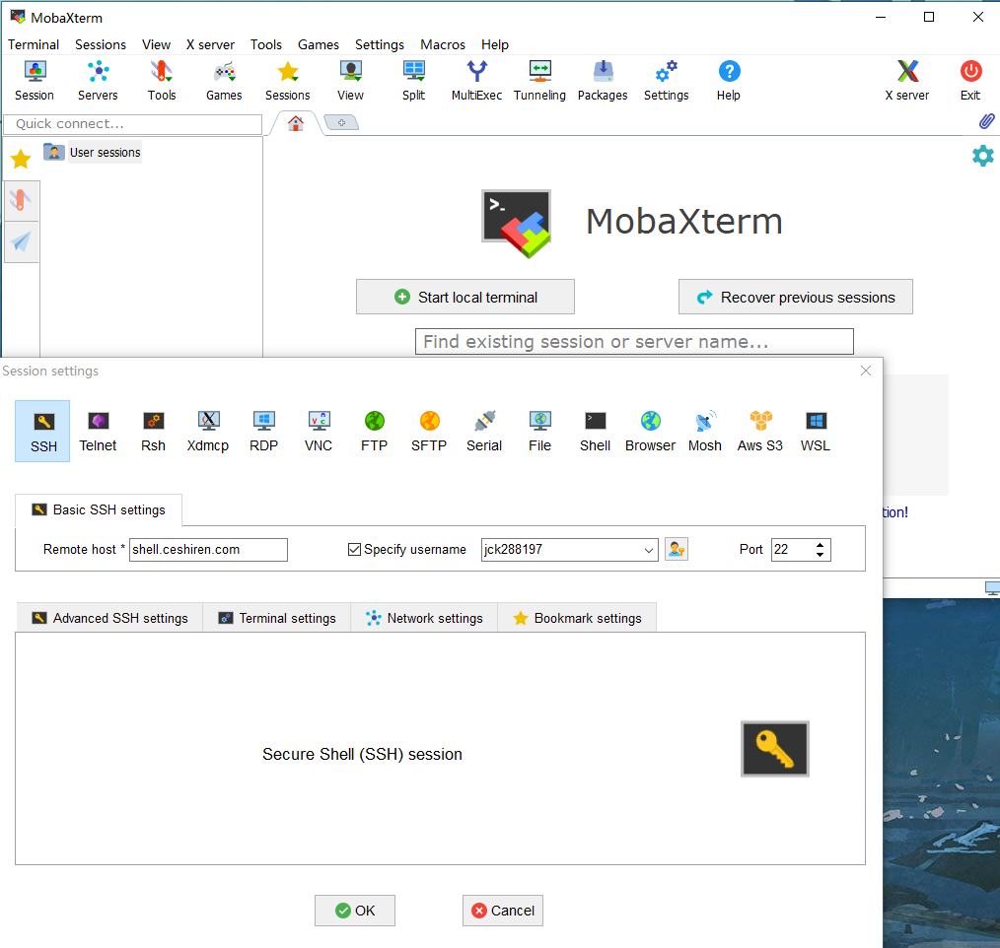 MobaXterm
Terminal Sessions View X server Tools Games Settings Macros Help
Session Servers Tools Games Sessions View Split MultiExec Tunneling Packages Settings Help X server Exit
Quick connect...
User sessions
>_
MobaXterm
Start local terminal Recover previous sessions
Find existing session or server name...
Session settings
SSH Telnet Rsh Xdmcp RDP VNC FTP SFTP Serial File Shell Browser Mosh Aws S3 WSL
Basic SSH settings
tion!
Remote host * shell.ceshiren.com Specify username jck288197 Port 22
Advanced SSH settings Terminal settings Network settings Bookmark settings
Secure Shell (SSH) session
OK Cancel